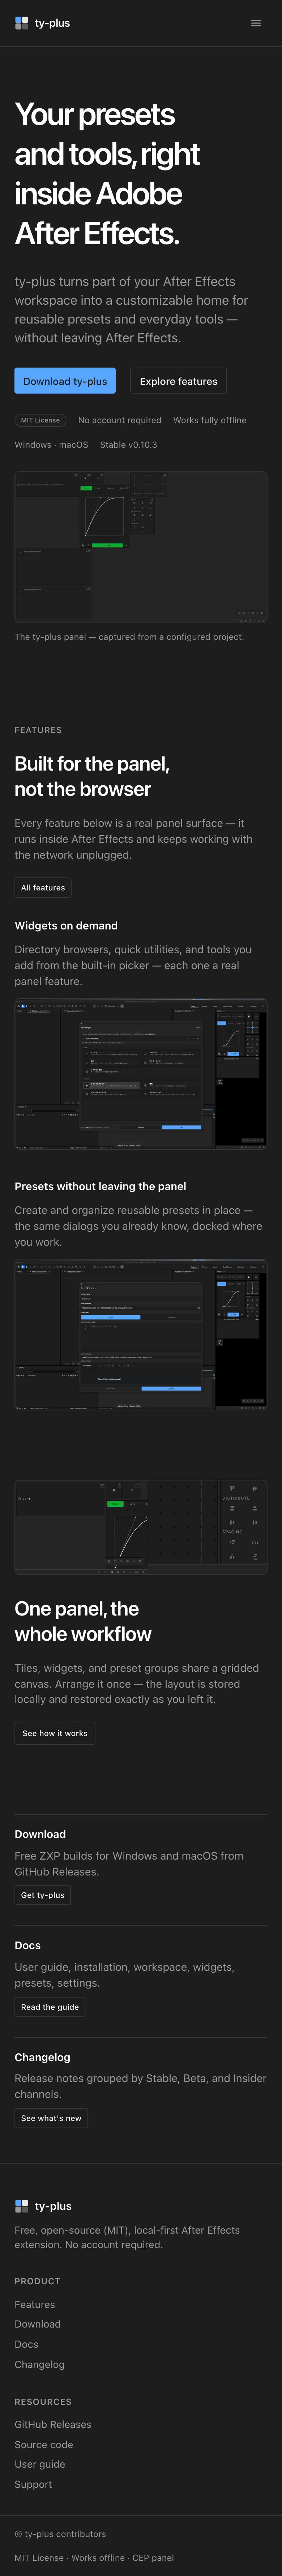 ty-plus
Your presets
and tools, right
inside Adobe
After Effects.
ty-plus turns part of your After Effects
workspace into a customizable home for
reusable presets and everyday tools —
without leaving After Effects.
Download ty-plus
Explore features
MIT License
No account required
Works fully offline
Windows · macOS
Stable v0.10.3
The ty-plus panel — captured from a configured project.
FEATURES
Built for the panel,
not the browser
Every feature below is a real panel surface — it
runs inside After Effects and keeps working with
the network unplugged.
All features
Widgets on demand
Directory browsers, quick utilities, and tools you
add from the built-in picker — each one a real
panel feature.
Presets without leaving the panel
Create and organize reusable presets in place —
the same dialogs you already know, docked where
you work.
DISTRIBUTE
SPACING
One panel, the
whole workflow
Tiles, widgets, and preset groups share a gridded
canvas. Arrange it once — the layout is stored
locally and restored exactly as you left it.
See how it works
Download
Free ZXP builds for Windows and macOS from
GitHub Releases.
Get ty-plus
Docs
User guide, installation, workspace, widgets,
presets, settings.
Read the guide
Changelog
Release notes grouped by Stable, Beta, and Insider
channels.
See what's new
ty-plus
Free, open-source (MIT), local-first After Effects
extension. No account required.
PRODUCT
Features
Download
Docs
Changelog
RESOURCES
GitHub Releases
Source code
User guide
Support
© ty-plus contributors
MIT License · Works offline · CEP panel